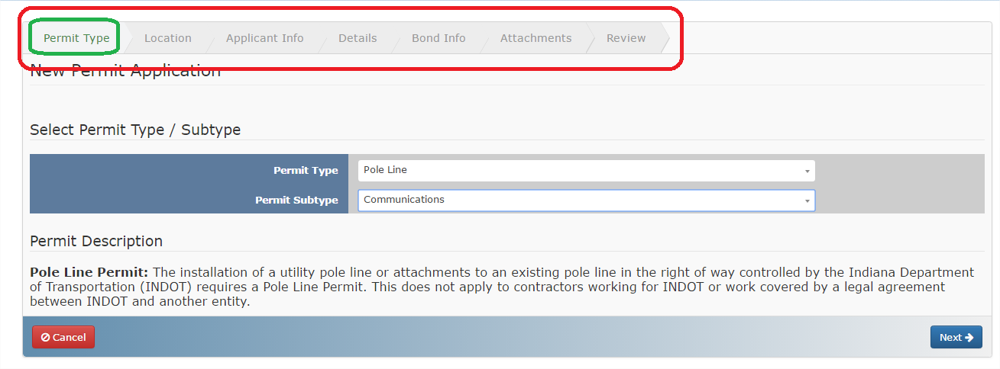 Permit Type Location Applicant Info Details Bond Info Attachments Review
New Permit Application
Select Permit Type / Subtype
Permit Type Pole Line
Permit Subtype Communications
Permit Description
Pole Line Permit: The installation of a utility pole line or attachments to an existing pole line in the right of way controlled by the Indiana Department
of Transportation (INDOT) requires a Pole Line Permit. This does not apply to contractors working for INDOT or work covered by a legal agreement
between INDOT and another entity.
Cancel Next